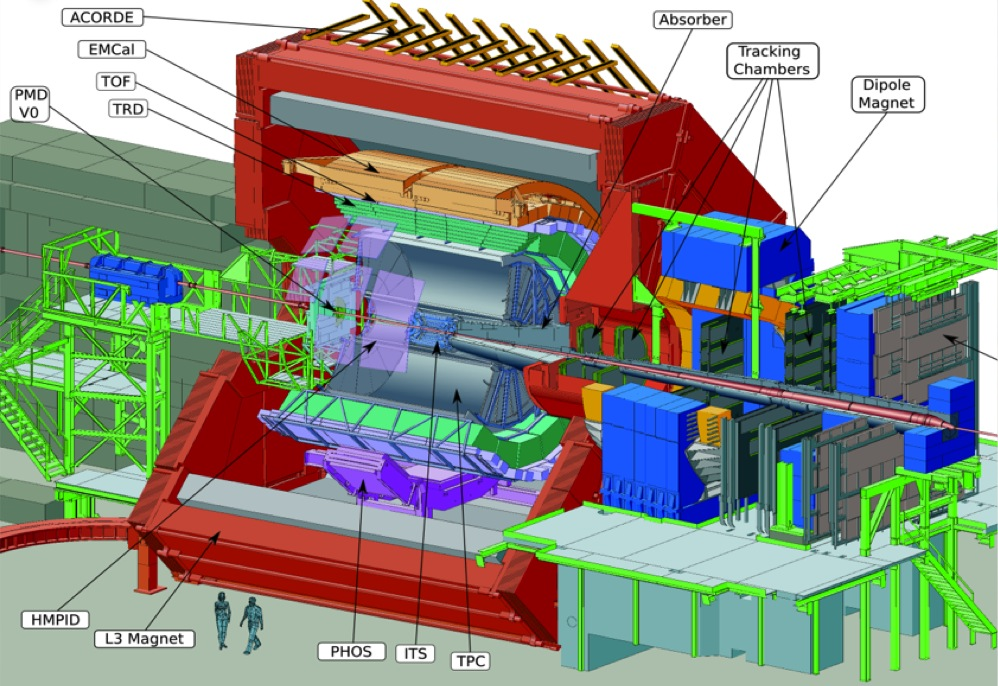 ACORDE
Absorber
EMCal
Tracking
Chambers
TOF
Dipole
Magnet
PMD
V0
TRD
HMPID
L3 Magnet
PHOS
ITS
TPC